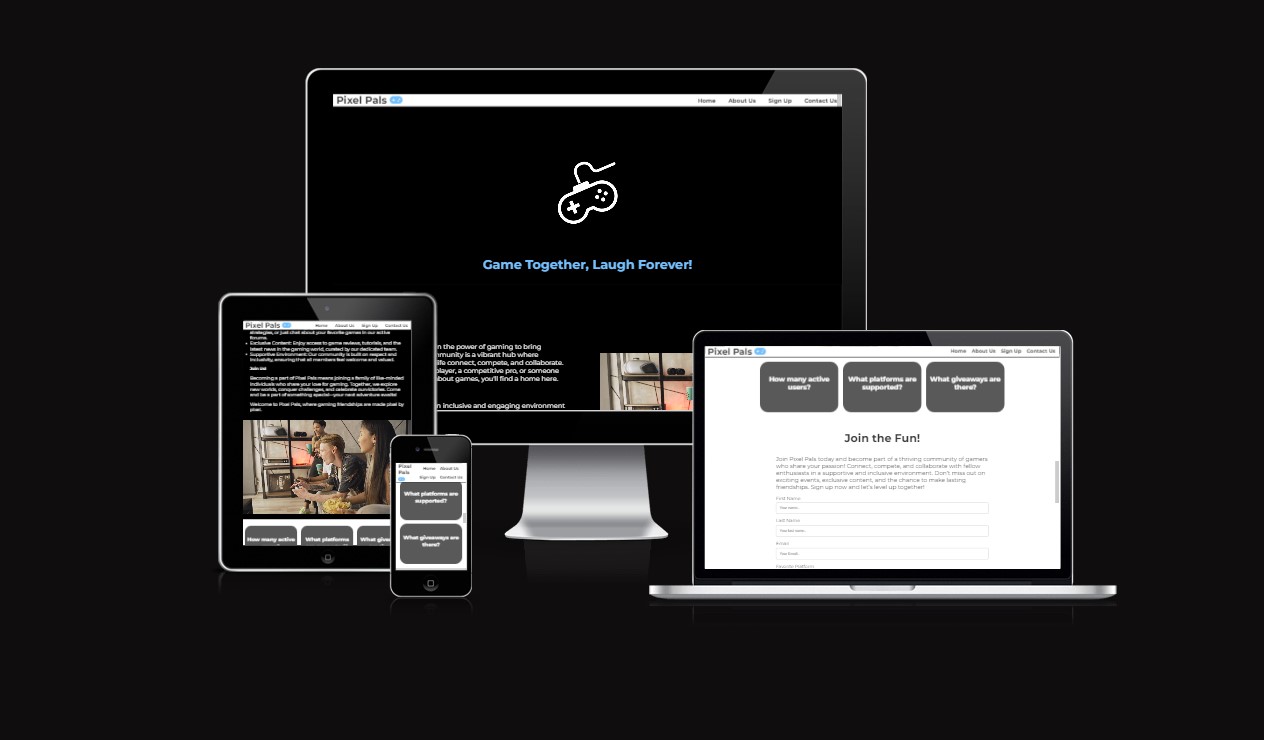 Pixel Pals
Home About Us Sign Up Contact Us
Game Together, Laugh Forever!
n the power of gaming to bring
mmunity is a vibrant hub where
life connect, compete, and collaborate.
player, a competitive pro, or someone
bout games, you'll find a home here.
n inclusive and engaging environment
Pixel Pals
Home About Us Sign Up Contact Us
strategies, or just chat about your favorite games in our active
forums.
Exclusive Content: Enjoy access to game reviews, tutorials, and the
latest news in the gaming world, curated by our dedicated team.
Supportive Environment: Our community is built on respect and
inclusivity, ensuring that all members feel welcome and valued.
Join Us!
Becoming a part of Pixel Pals means joining a family of like-minded
individuals who share your love for gaming. Together, we explore
new worlds, conquer challenges, and celebrate our victories. Come
and be a part of something special—your next adventure awaits!
Welcome to Pixel Pals, where gaming friendships are made pixel by
pixel.
How many active
What platforms are
What givea
Pixel
Pals
Home About Us
Sign Up Contact Us
What platforms are
supported?
What giveaways are
there?
Pixel Pals
Home About Us Sign Up Contact Us
How many active
users?
What platforms are
supported?
What giveaways are
there?
Join the Fun!
Join Pixel Pals today and become part of a thriving community of gamers
who share your passion! Connect, compete, and collaborate with fellow
enthusiasts in a supportive and inclusive environment. Don't miss out on
exciting events, exclusive content, and the chance to make lasting
friendships. Sign up now and let's level up together!
First Name
Your name..
Last Name
Your last name..
Email
Your Email
Favorite Platform